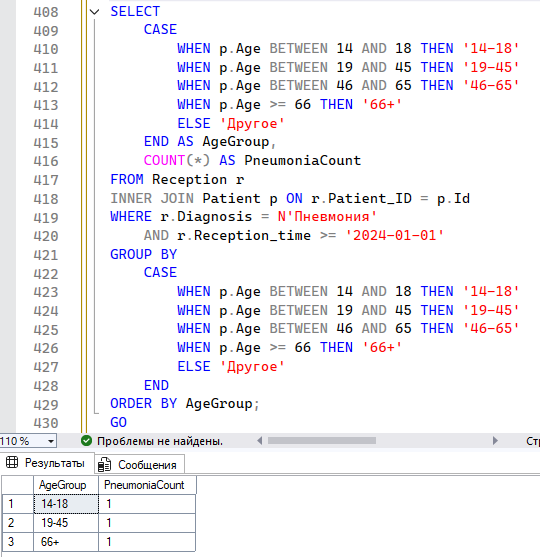 408 SELECT
409 CASE
410 WHEN p.Age BETWEEN 14 AND 18 THEN '14-18'
411 WHEN p.Age BETWEEN 19 AND 45 THEN '19-45'
412 WHEN p.Age BETWEEN 46 AND 65 THEN '46-65'
413 WHEN p.Age >= 66 THEN '66+'
414 ELSE 'Другое'
415 END AS AgeGroup,
416 COUNT(*) AS PneumoniaCount
417 FROM Reception r
418 INNER JOIN Patient p ON r.Patient_ID = p.Id
419 WHERE r.Diagnosis = N'Пневмония'
420 AND r.Reception_time >= '2024-01-01'
421 GROUP BY
422 CASE
423 WHEN p.Age BETWEEN 14 AND 18 THEN '14-18'
424 WHEN p.Age BETWEEN 19 AND 45 THEN '19-45'
425 WHEN p.Age BETWEEN 46 AND 65 THEN '46-65'
426 WHEN p.Age >= 66 THEN '66+'
427 ELSE 'Другое'
428 END
429 ORDER BY AgeGroup;
430 GO
110 % Проблемы не найдены. Стр
Результаты Сообщения
AgeGroup PneumoniaCount
1 14-18 1
2 19-45 1
3 66+ 1